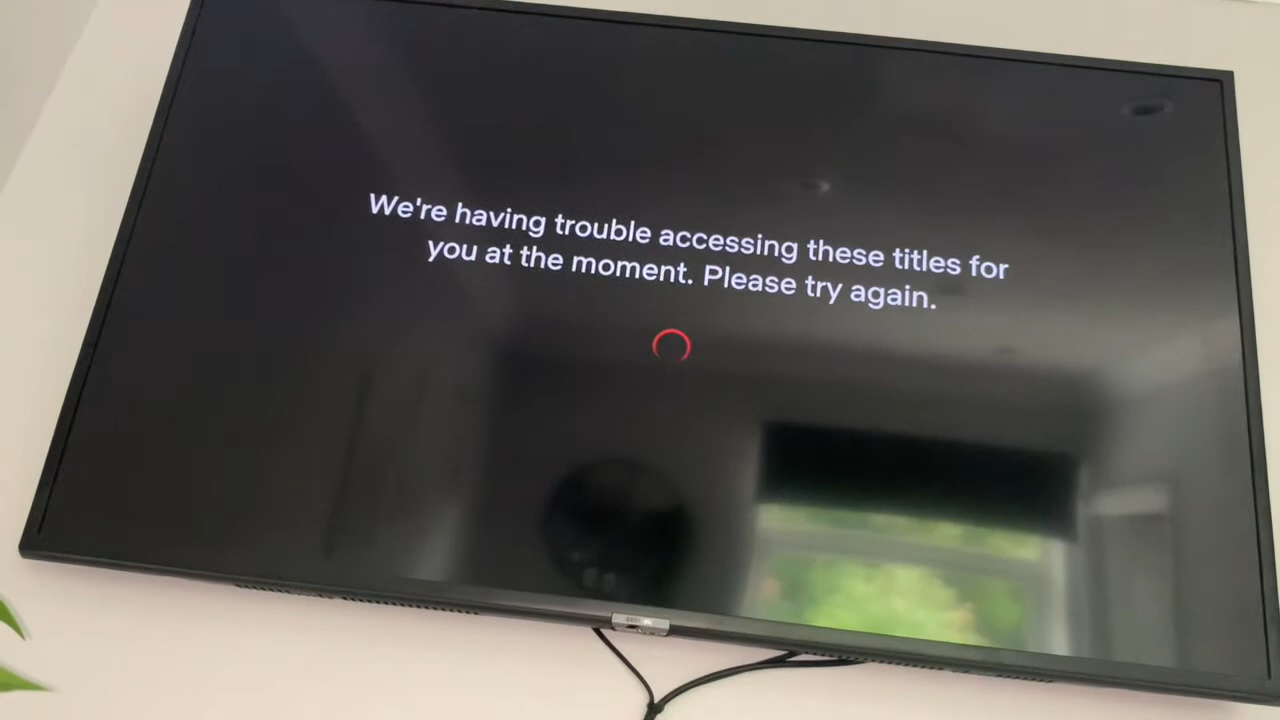 We're having trouble accessing these titles for
you at the moment. Please try again.